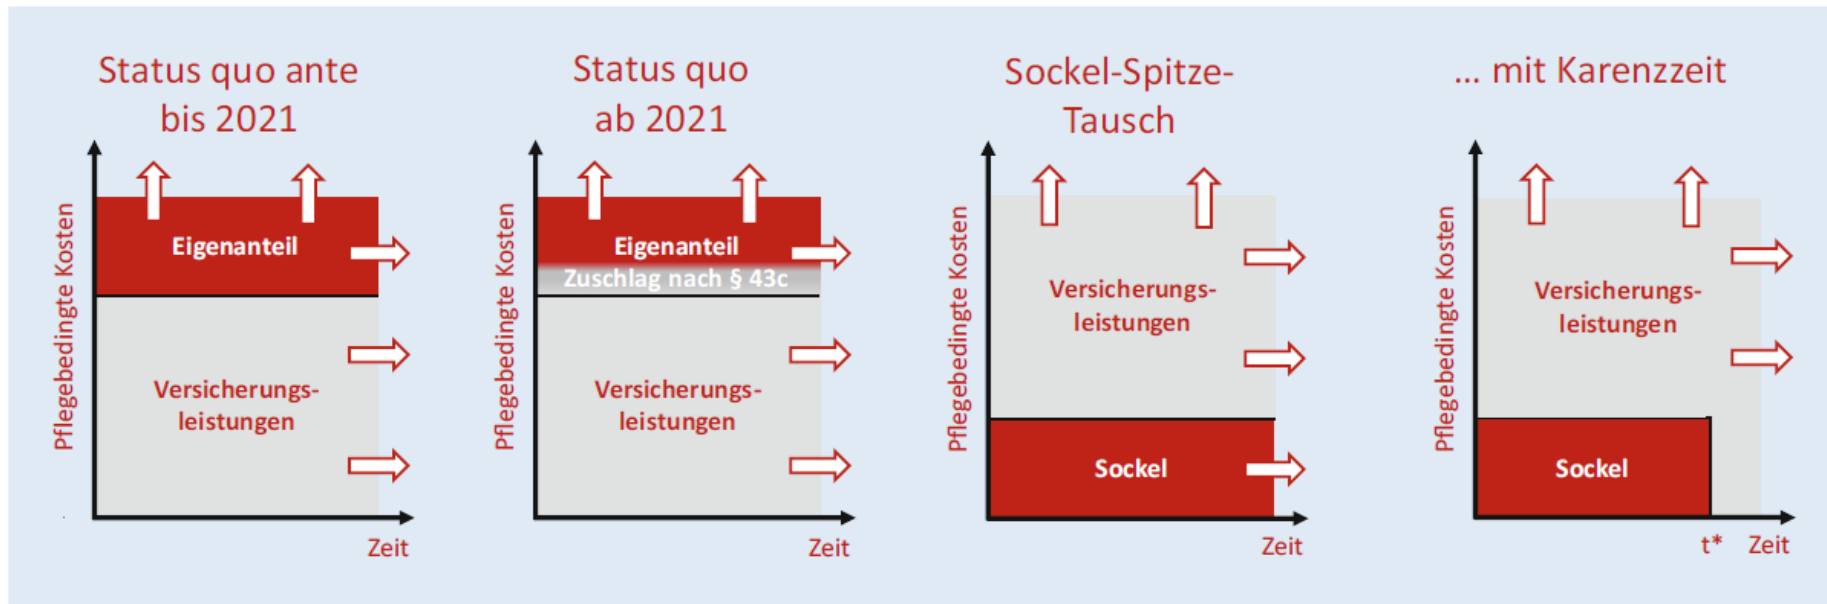 Status quo ante
bis 2021
Pflegebedingte Kosten
Eigenanteil
Versicherungs-
leistungen
Zeit
Status quo
ab 2021
Pflegebedingte Kosten
Eigenanteil
Zuschlag nach § 43c
Versicherungs-
leistungen
Zeit
Sockel-Spitze-
Tausch
Pflegebedingte Kosten
Versicherungs-
leistungen
Sockel
Zeit
... mit Karenzzeit
Pflegebedingte Kosten
Versicherungs-
leistungen
Sockel
t* Zeit